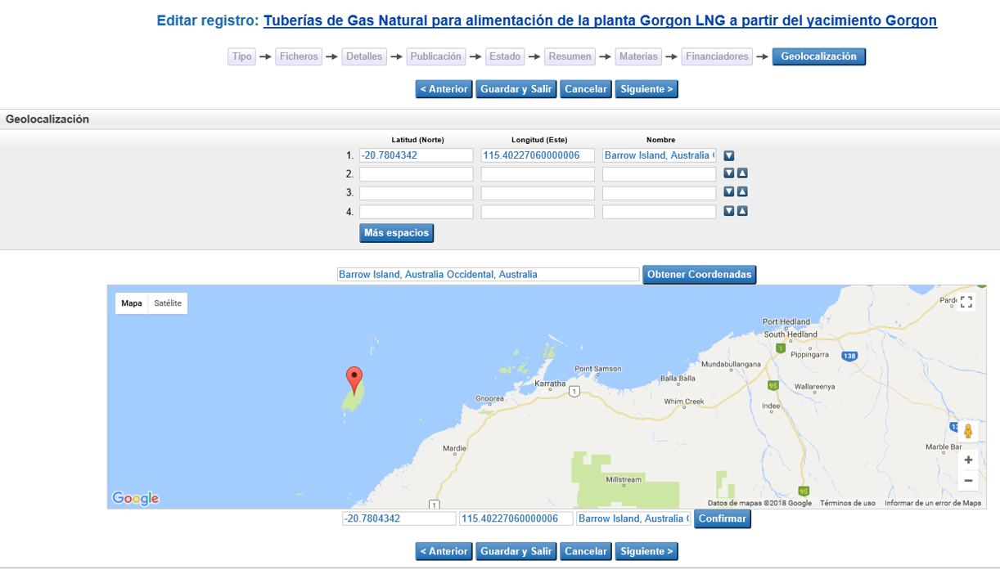 Editar registro: Tuberías de Gas Natural para alimentación de la planta Gorgon LNG a partir del yacimiento Gorgon
Tipo Ficheros Detalles Publicación Estado Resumen Materias Financiadores Geolocalización
< Anterior Guardar y Salir Cancelar Siguiente >
Geolocalización
Latitud (Norte) Longitud (Este) Nombre
1. -20.7804342 115.40227060000006 Barrow Island, Australia
2.
3.
4.
Más espacios
Barrow Island, Australia Occidental, Australia Obtener Coordenadas
Mapa Satélite
Pard
Port Hedland
South Hedland
1
Pippingarra
138
Mundabullangana
Point Samson
Balla Balla
Karratha
1
95
Wallareenya
Gnoorea
Whim Creek
Indee
13
Mardie
Marble Bar
Millstream
95
1
Google
Datos de mapas ©2018 Google Términos de uso Informar de un error de Maps
-20.7804342 115.40227060000006 Barrow Island, Australia Confirmar
< Anterior Guardar y Salir Cancelar Siguiente >